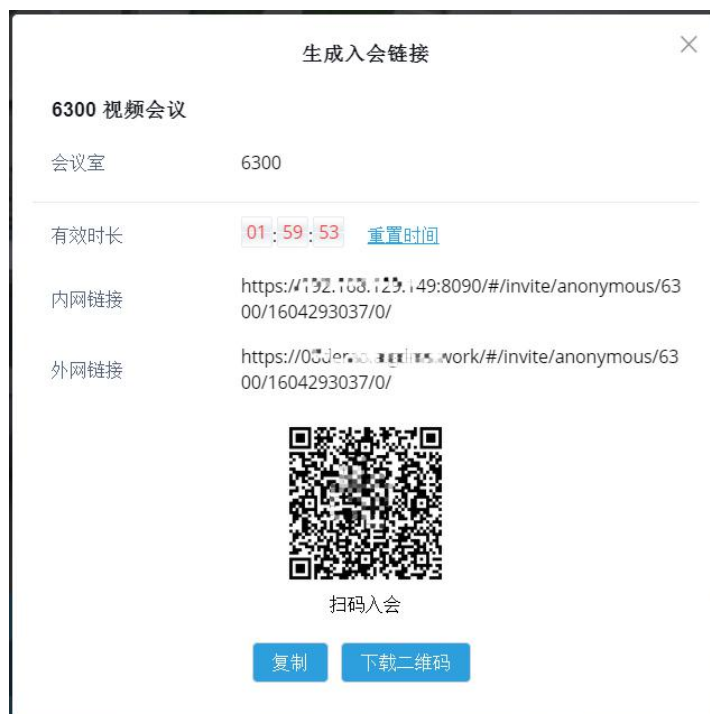 生成入会链接
6300 视频会议
会议室 6300
有效时长 01 : 59 : 53 重置时间
内网链接 https:// :8090/#/invite/anonymous/63
00/1604293037/0/
外网链接 https:// work/#/invite/anonymous/63
00/1604293037/0/
扫码入会
复制 下载二维码